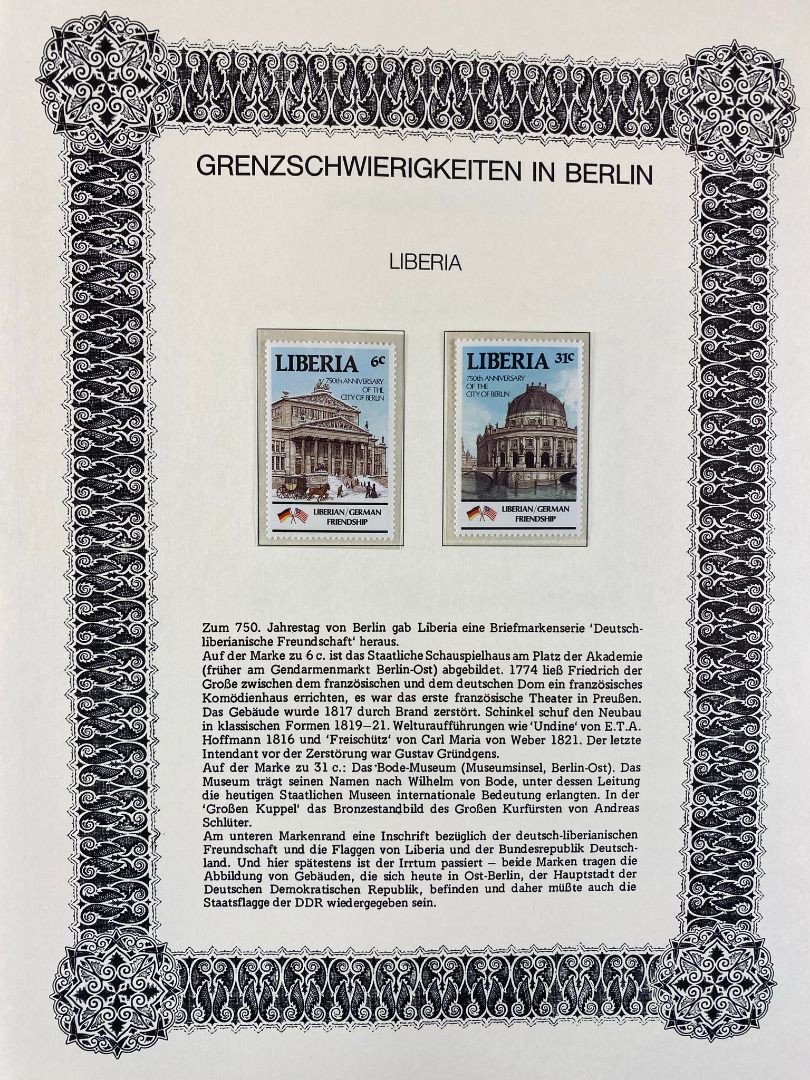 GRENZSCHWIERIGKEITEN IN BERLIN
LIBERIA
LIBERIA 6c
750th ANNIVERSARY
OF THE
CITY OF BERLIN
LIBERIAN/GERMAN
FRIENDSHIP
LIBERIA 31c
750th ANNIVERSARY
OF THE
CITY OF BERLIN
LIBERIAN/GERMAN
FRIENDSHIP
Zum 750. Jahrestag von Berlin gab Liberia eine Briefmarkenserie 'Deutsch-
liberianische Freundschaft' heraus.
Auf der Marke zu 6 c. ist das Staatliche Schauspielhaus am Platz der Akademie
(früher am Gendarmenmarkt Berlin-Ost) abgebildet. 1774 ließ Friedrich der
Große zwischen dem französischen und dem deutschen Dom ein französisches
Komödienhaus errichten, es war das erste französische Theater in Preußen.
Das Gebäude wurde 1817 durch Brand zerstört. Schinkel schuf den Neubau
in klassischen Formen 1819–21. Welturaufführungen wie 'Undine' von E.T.A.
Hoffmann 1816 und 'Freischütz' von Carl Maria von Weber 1821. Der letzte
Intendant vor der Zerstörung war Gustav Gründgens.
Auf der Marke zu 31 c.: Das 'Bode-Museum (Museumsinsel, Berlin-Ost). Das
Museum trägt seinen Namen nach Wilhelm von Bode, unter dessen Leitung
die heutigen Staatlichen Museen internationale Bedeutung erlangten. In der
'Großen Kuppel' das Bronzestandbild des Großen Kurfürsten von Andreas
Schlüter.
Am unteren Markenrand eine Inschrift bezüglich der deutsch-liberianischen
Freundschaft und die Flaggen von Liberia und der Bundesrepublik Deutsch-
land. Und hier spätestens ist der Irrtum passiert – beide Marken tragen die
Abbildung von Gebäuden, die sich heute in Ost-Berlin, der Hauptstadt der
Deutschen Demokratischen Republik, befinden und daher müßte auch die
Staatsflagge der DDR wiedergegeben sein.